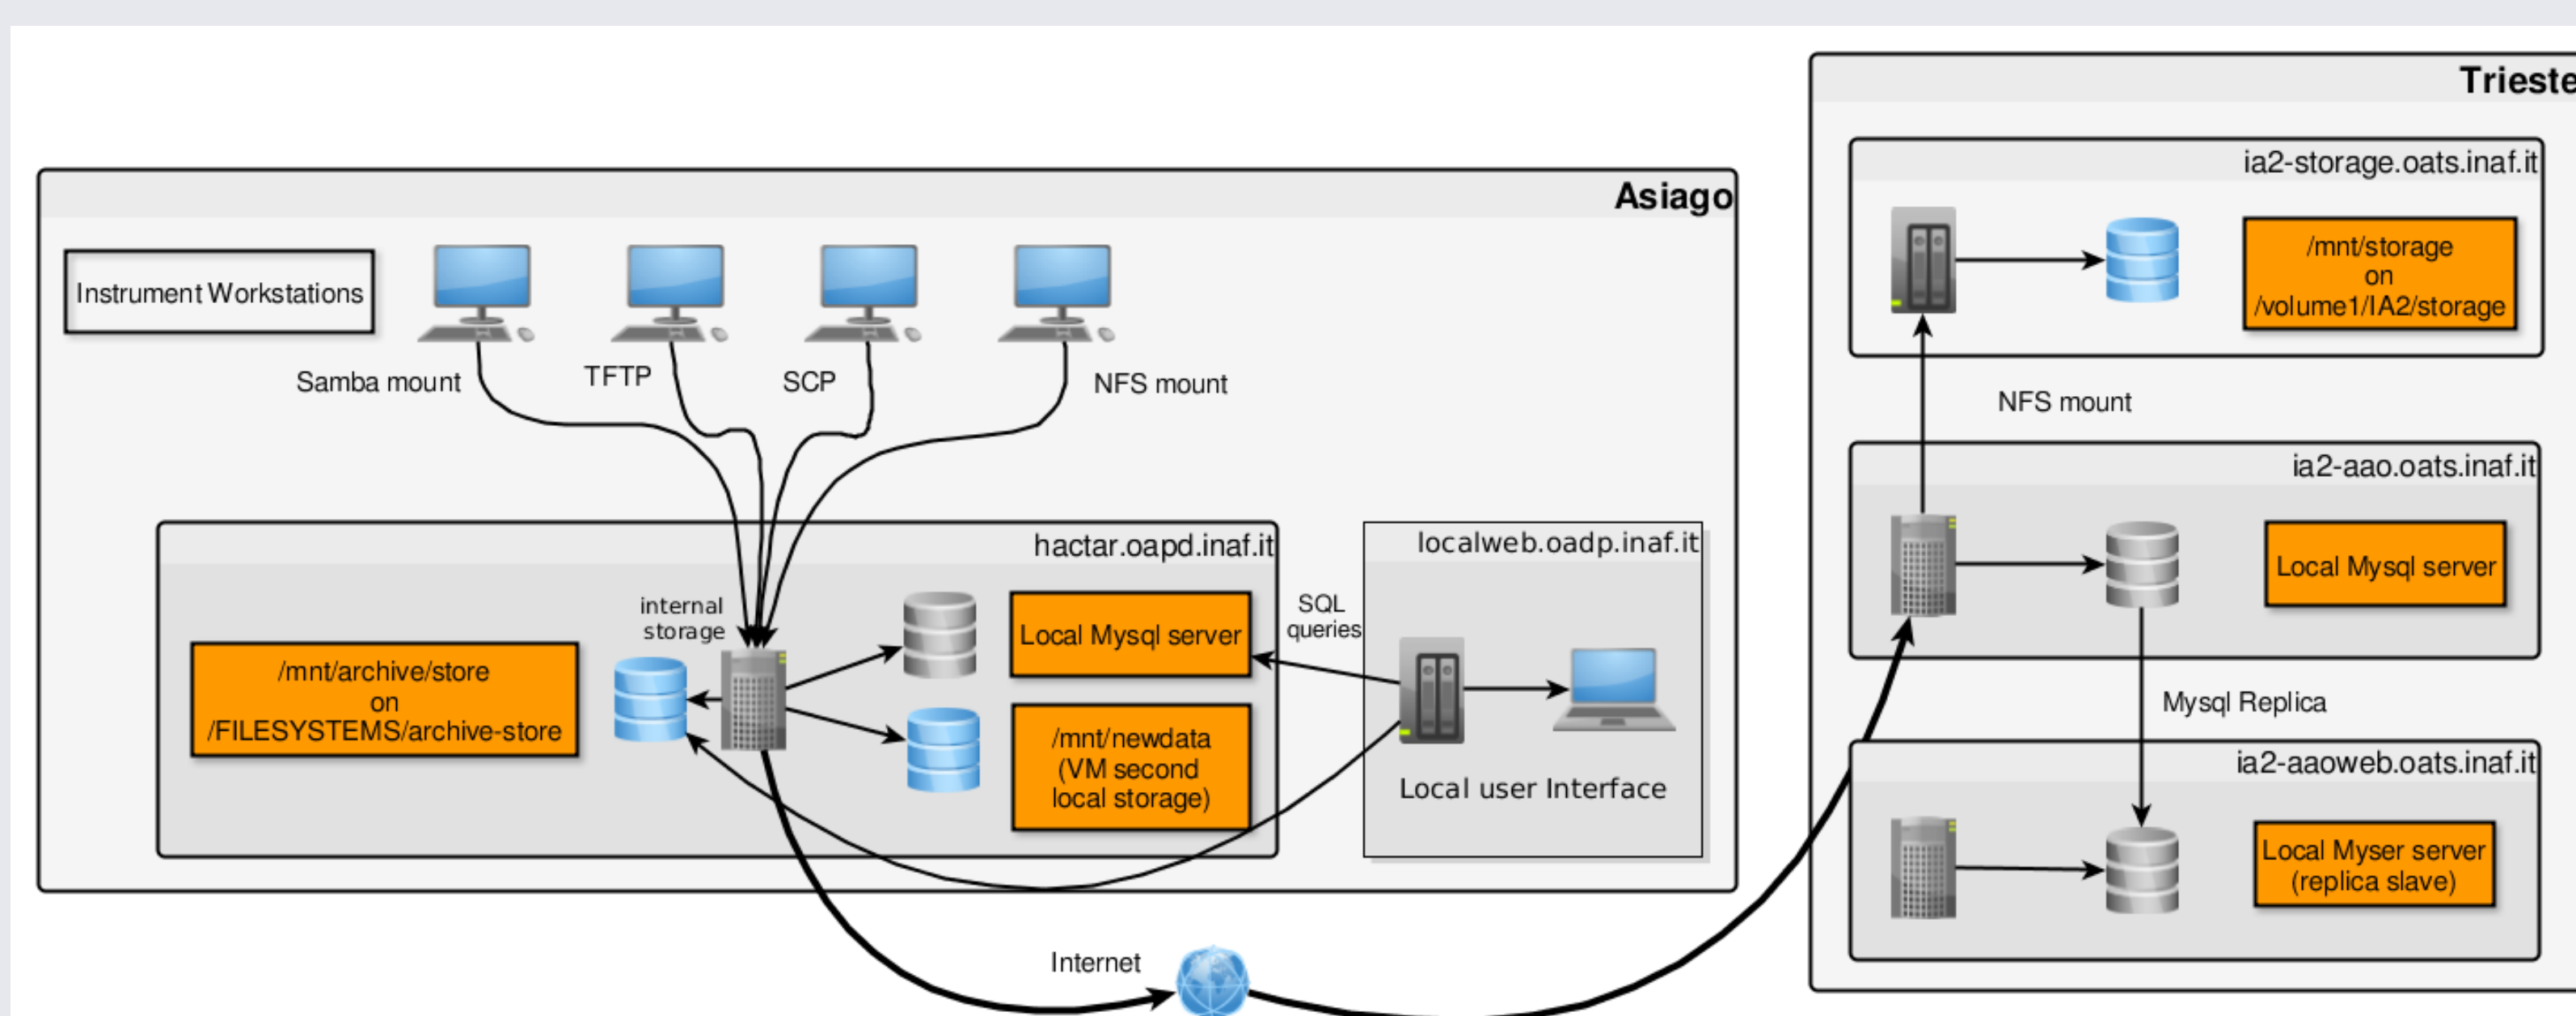 Trieste
ia2-storage.oats.inaf.it
/mnt/storage
on
/volume1/IA2/storage
Asiago
Instrument Workstations
Samba mount
TFTP
SCP
NFS mount
NFS mount
ia2-aao.oats.inaf.it
Local Mysql server
hactar.oapd.inaf.it
localweb.oadp.inaf.it
internal
storage
Local Mysql server
SQL
queries
/mnt/archive/store
on
/FILESYSTEMS/archive-store
/mnt/newdata
(VM second
local storage)
Local user Interface
Mysql Replica
ia2-aaoweb.oats.inaf.it
Local Myser server
(replica slave)
Internet